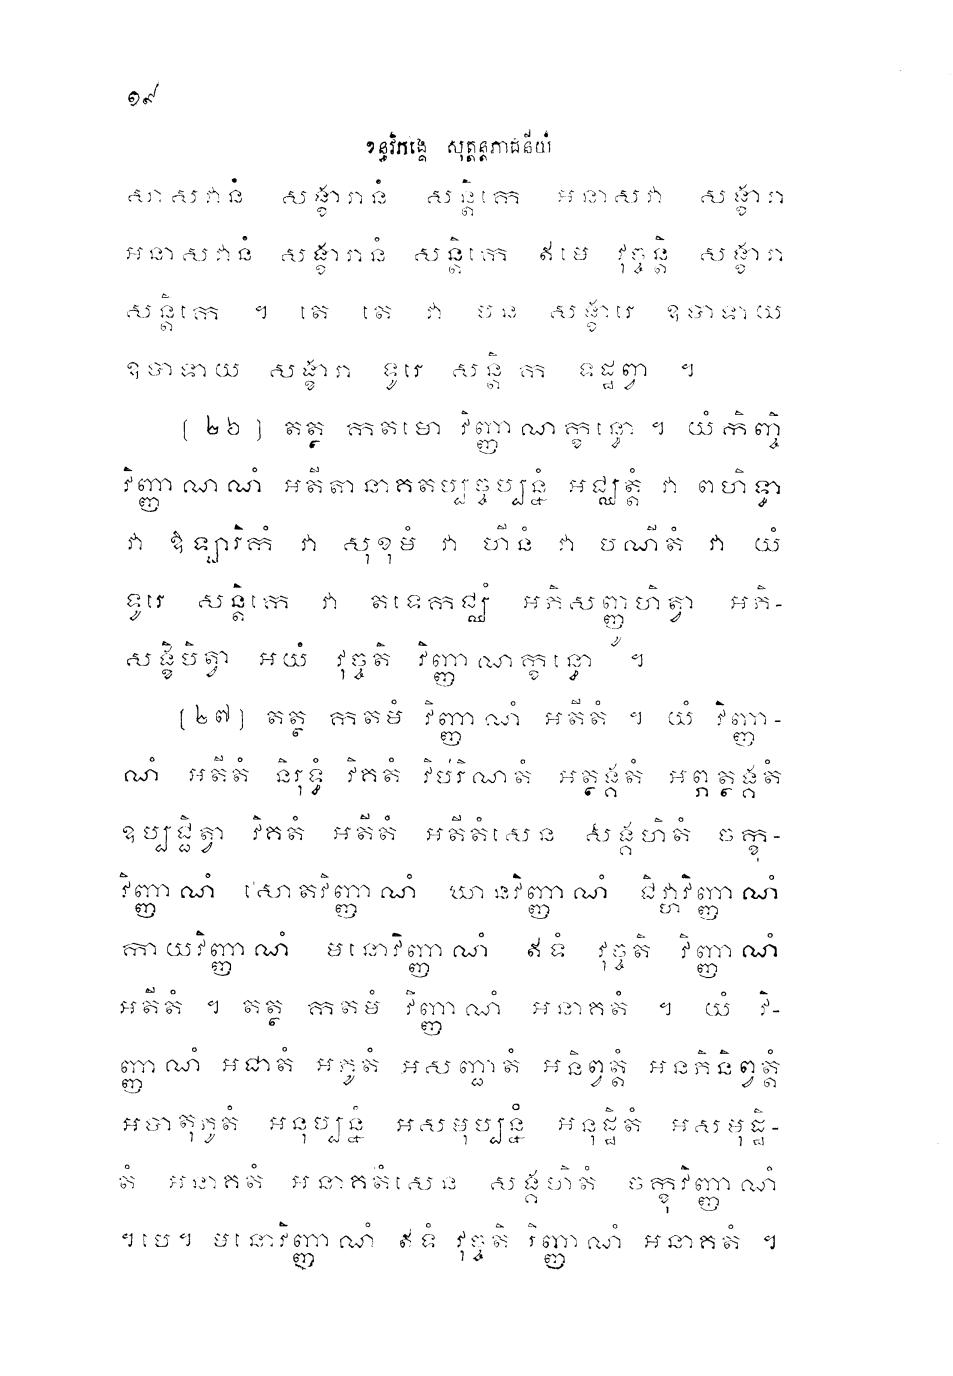 ១៩
ខន្ធវិភង្គេ សុត្តន្តភាជនីយំ
សាសវានំ សង្ខារានំ សន្តិកេ អនាសវា សង្ខារា
អនាសវានំ សង្ខារានំ សន្តិកេ ឥមេ វុច្ចន្តិ សង្ខារា
សន្តិកេ ។ តេ តេ វា បន សង្ខារេ ឧបាទាយ
ឧបាទាយ សង្ខារា ទូរេ សន្តិកេ ទដ្ឋព្វា ។
(២៦) តត្ថ កតមោ វិញ្ញាណក្ខន្ធោ ។ យំកិញ្ចិ
វិញ្ញាណណំ អតីតានាគតប្បច្ចុប្បន្នំ អជ្ឈត្តំ វា ពហិទ្ធា
វា ឱឡារិកំ វា សុខុមំ វា ហីនំ វា បណីតំ វា យំ
ទូរេ សន្តិកេ វា តទេកជ្ឈំ អភិសញ្ញូហិត្វា អភិ-
សង្ខិបិត្វា អយំ វុច្ចតិ វិញ្ញាណក្ខន្ធោ ។
(២៧) តត្ថ កតមំ វិញ្ញាណំ អតីតំ ។ យំ វិញ្ញា-
ណំ អតីតំ និរុទ្ធំ វិគតំ វិប់រិណតំ អត្ថង្គតំ អព្ភត្ថង្គតំ
ឧប្បជ្ជិត្វា វិគតំ អតីតំ អតីតំសេន សង្គហិតំ ចក្ខុ-
វិញ្ញាណំ សោតវិញ្ញាណំ ឃានវិញ្ញាណំ ជិវ្ហាវិញ្ញាណំ
កាយវិញ្ញាណំ មនោវិញ្ញាណំ ឥទំ វុច្ចតិ វិញ្ញាណំ
អតីតំ ។ តត្ថ កតមំ វិញ្ញាណំ អនាគតំ ។ យំ វិ-
ញ្ញាណំ អជាតំ អភូតំ អសញ្ជាតំ អនិព្វត្តំ អនភិនិព្វត្តំ
អបាតុភូតំ អនុប្បន្នំ អសមុប្បន្នំ អនុដ្ឋិតំ អសមុដ្ឋិ-
តំ អនាគតំ អនាគតំសេន សង្គហិតំ ចក្ខុវិញ្ញាណំ
។បេ។ មនោវិញ្ញាណំ ឥទំ វុច្ចតិ វិញ្ញាណំ អនាគតំ ។